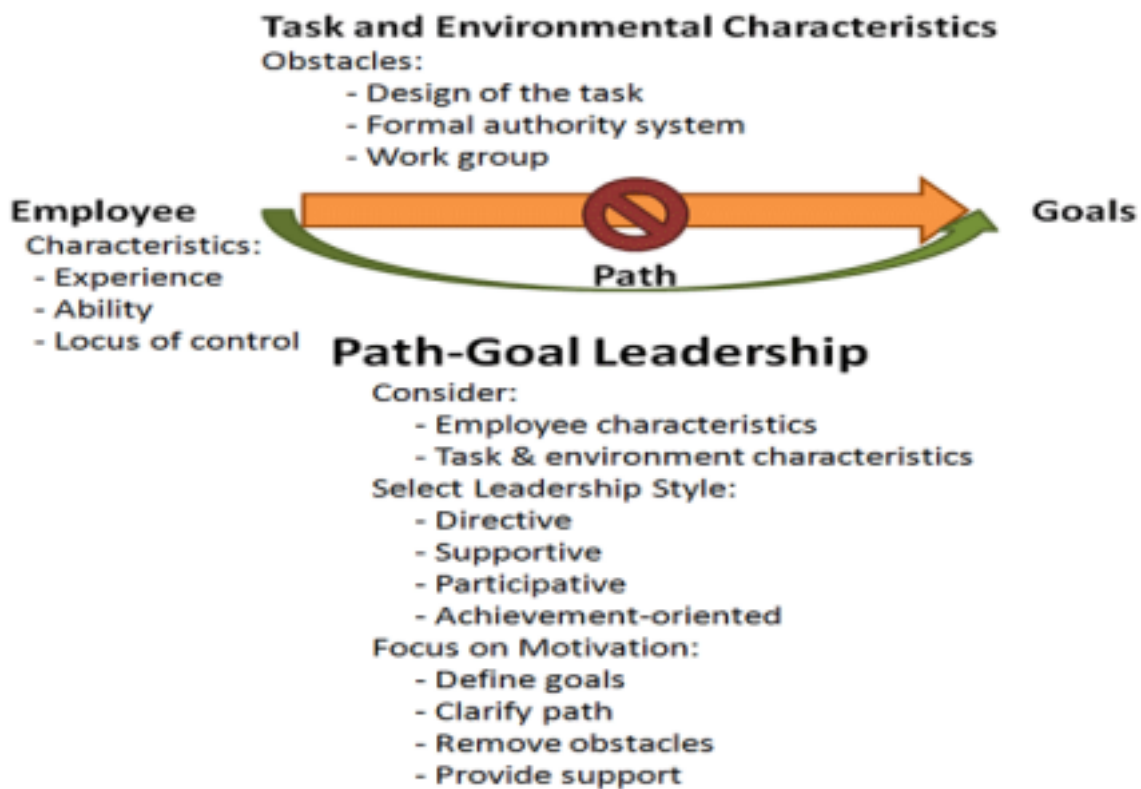 Task and Environmental Characteristics
Obstacles:
- Design of the task
- Formal authority system
- Work group
Employee
Characteristics:
- Experience
- Ability
- Locus of control
Path
Goals
Path-Goal Leadership
Consider:
- Employee characteristics
- Task & environment characteristics
Select Leadership Style:
- Directive
- Supportive
- Participative
- Achievement-oriented
Focus on Motivation:
- Define goals
- Clarify path
- Remove obstacles
- Provide support